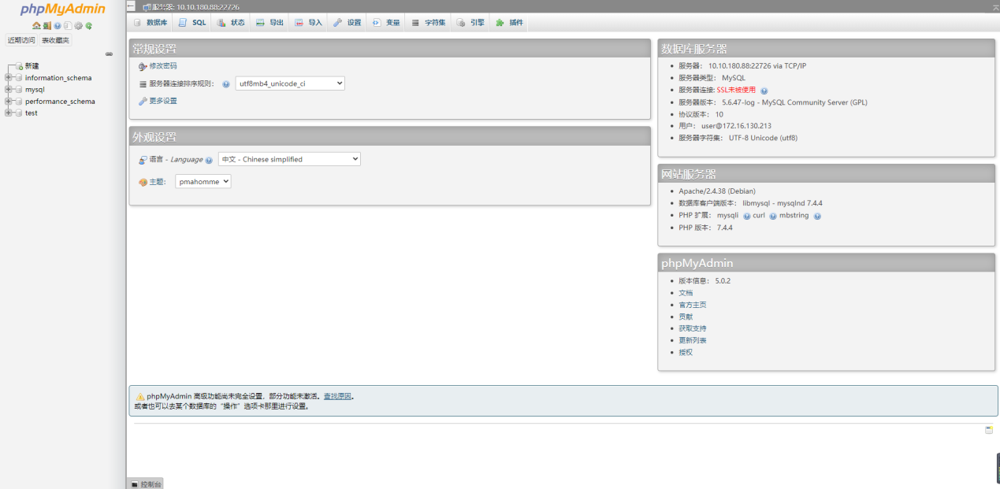 phpMyAdmin
近期访问 表收藏夹
新建
information_schema
mysql
performance_schema
test
服务器: 10.10.180.88:22726
数据库 SQL 状态 导出 导入 设置 变量 字符集 引擎 插件
常规设置
修改密码
服务器连接排序规则: utf8mb4_unicode_ci
更多设置
外观设置
语言 - Language 中文 - Chinese simplified
主题: pmahomme
数据库服务器
服务器: 10.10.180.88:22726 via TCP/IP
服务器类型: MySQL
服务器连接: SSL未被使用
服务器版本: 5.6.47-log - MySQL Community Server (GPL)
协议版本: 10
用户: user@172.16.130.213
服务器字符集: UTF-8 Unicode (utf8)
网站服务器
Apache/2.4.38 (Debian)
数据库客户端版本: libmysql - mysqlnd 7.4.4
PHP 扩展: mysqli curl mbstring
PHP 版本: 7.4.4
phpMyAdmin
版本信息: 5.0.2
文档
官方主页
贡献
获取支持
更新列表
授权
phpMyAdmin 高级功能尚未完全设置，部分功能未激活。查找原因。
或者也可以去某个数据库的 “操作” 选项卡那里进行设置。
控制台